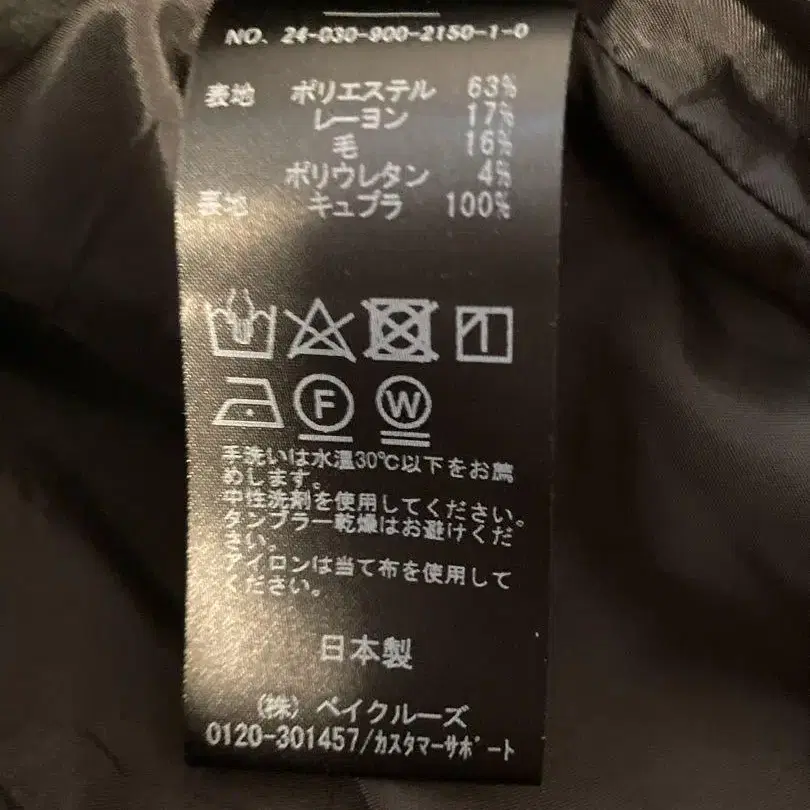 NO. 24-030-900-2150-1-0
表地 ポリエステル 63%
レーヨン 17%
毛 16%
ポリウレタン 4%
裏地 キュプラ 100%
F W
手洗いは水温30℃以下をお薦
めします。
中性洗剤を使用してください。
タンブラー乾燥はお避けくだ
さい。
アイロンは当て布を使用して
ください。
日本製
(株) ベイクルーズ
0120-301457/カスタマーサポート